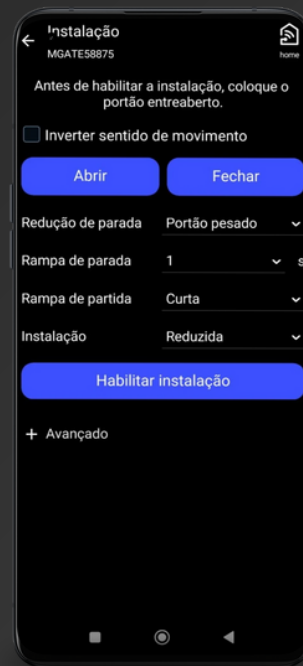 Instalação
MGATE58875
home
Antes de habilitar a instalação, coloque o
portão entreaberto.
Inverter sentido de movimento
Abrir
Fechar
Redução de parada
Portão pesado
Rampa de parada
1
s
Rampa de partida
Curta
Instalação
Reduzida
Habilitar instalação
+ Avançado